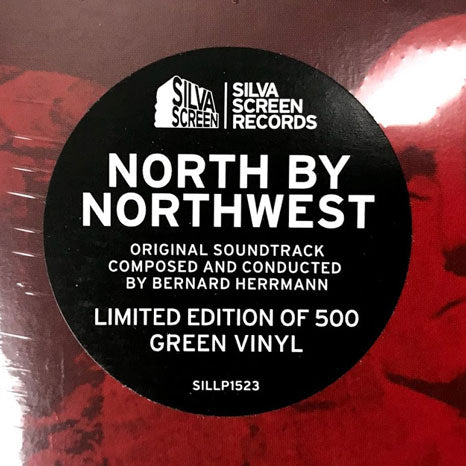 SILVA
SCREEN
SILVA
SCREEN
RECORDS
NORTH BY
NORTHWEST
ORIGINAL SOUNDTRACK
COMPOSED AND CONDUCTED
BY BERNARD HERRMANN
LIMITED EDITION OF 500
GREEN VINYL
SILLP1523